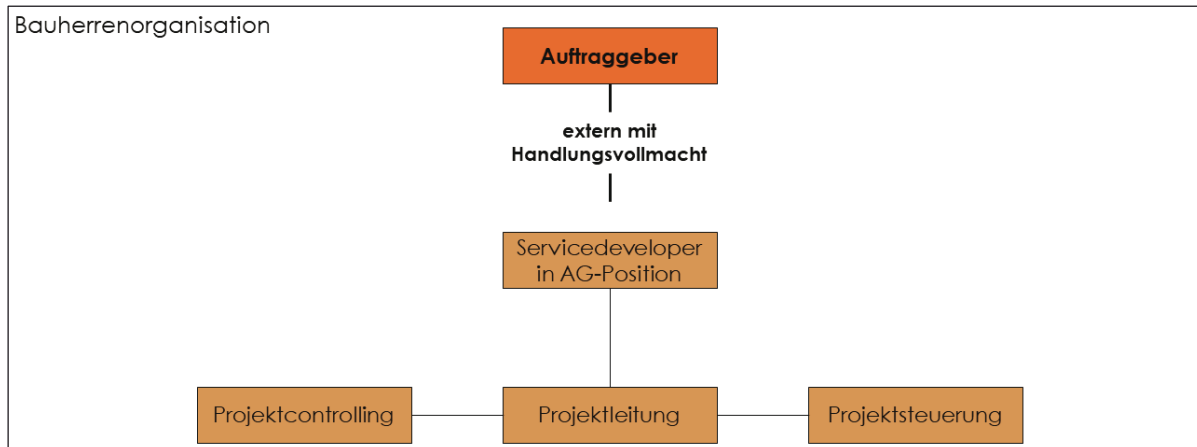 Bauherrenorganisation
Auftraggeber
extern mit
Handlungsvollmacht
Servicedeveloper
in AG-Position
Projektcontrolling
Projektleitung
Projektsteuerung